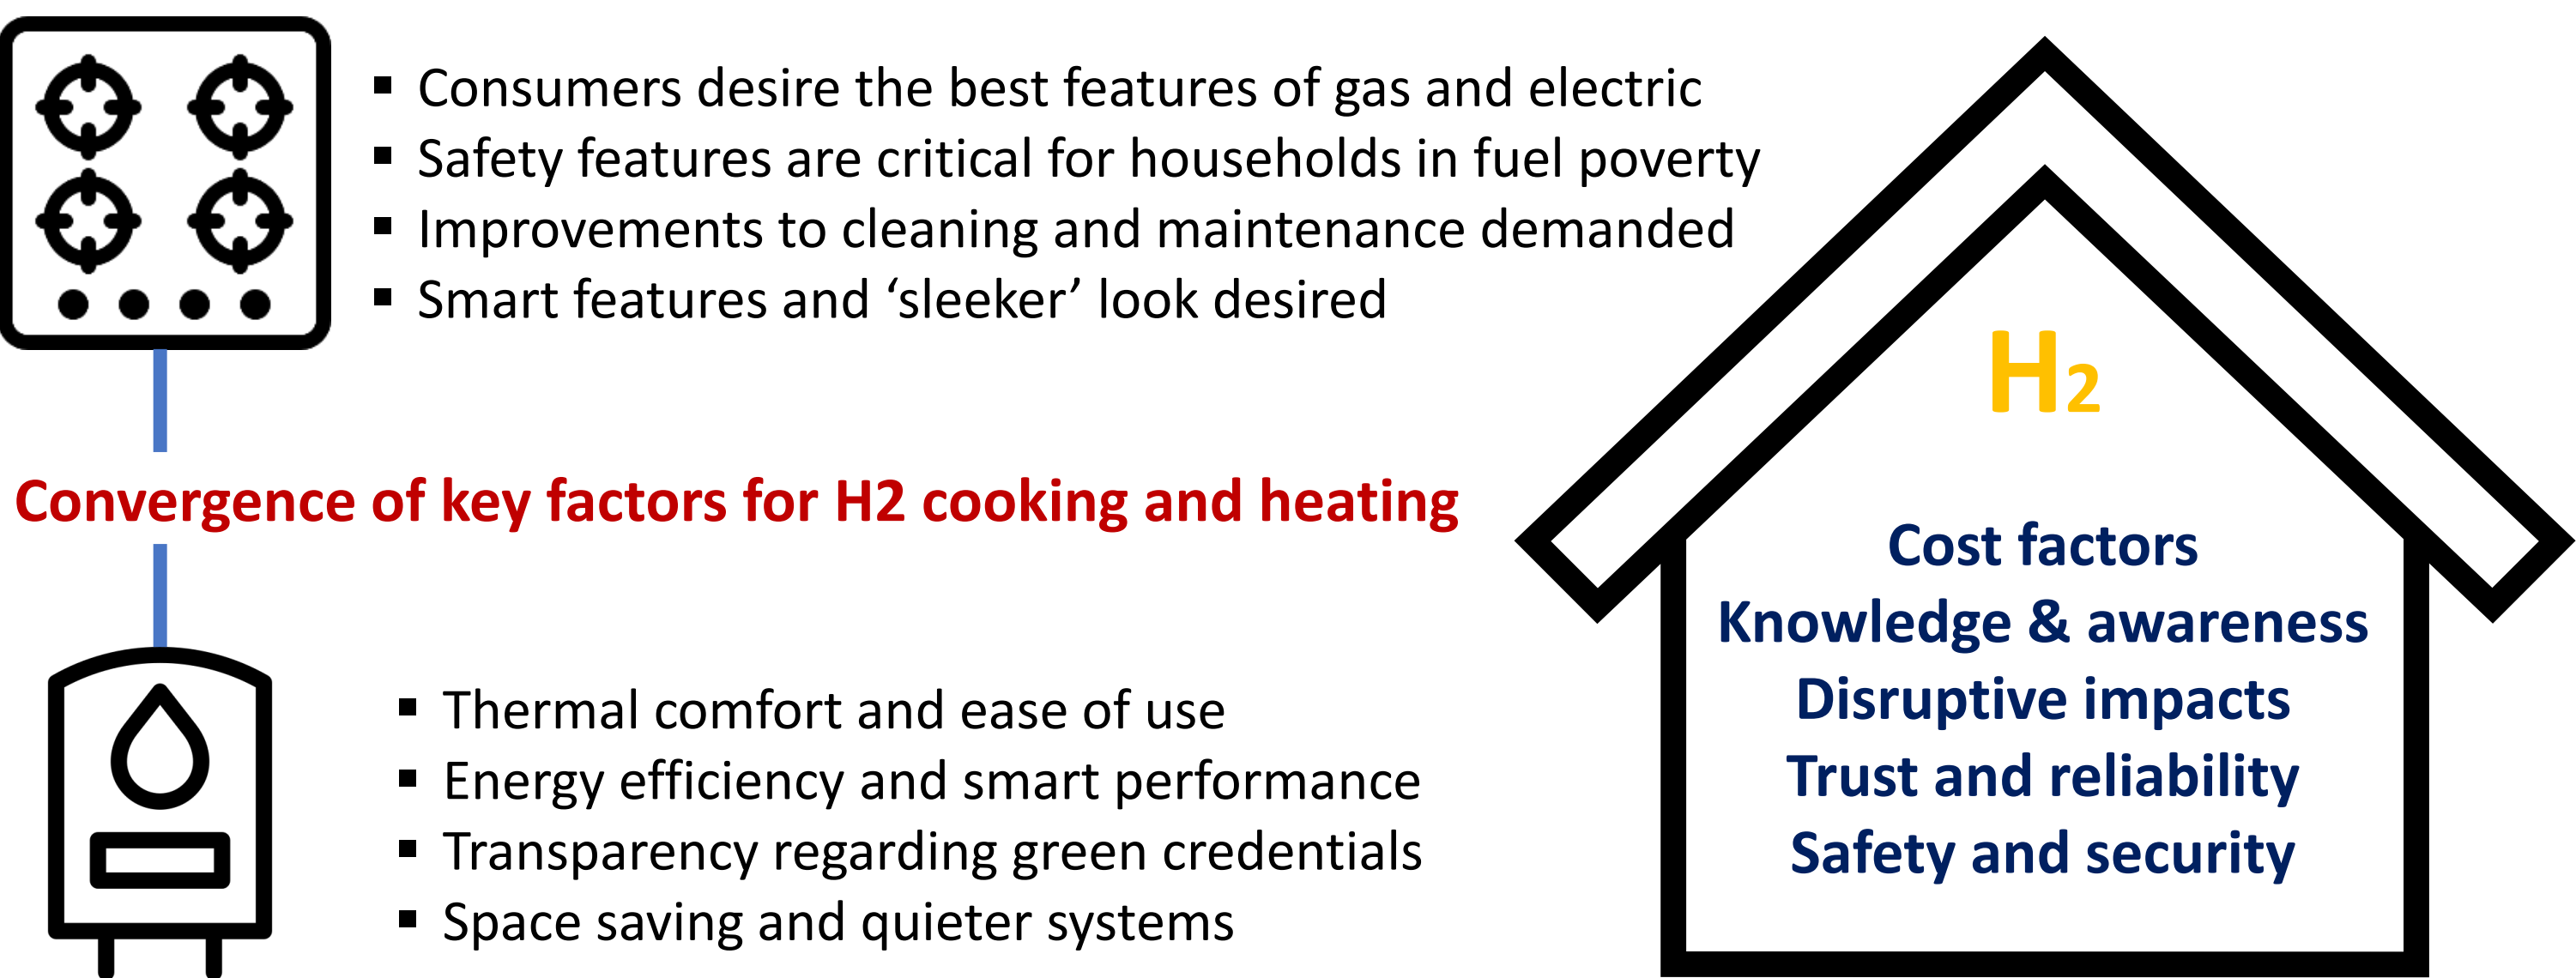 ▪ Consumers desire the best features of gas and electric
▪ Safety features are critical for households in fuel poverty
▪ Improvements to cleaning and maintenance demanded
▪ Smart features and ‘sleeker’ look desired
Convergence of key factors for H2 cooking and heating
▪ Thermal comfort and ease of use
▪ Energy efficiency and smart performance
▪ Transparency regarding green credentials
▪ Space saving and quieter systems
H2
Cost factors
Knowledge & awareness
Disruptive impacts
Trust and reliability
Safety and security